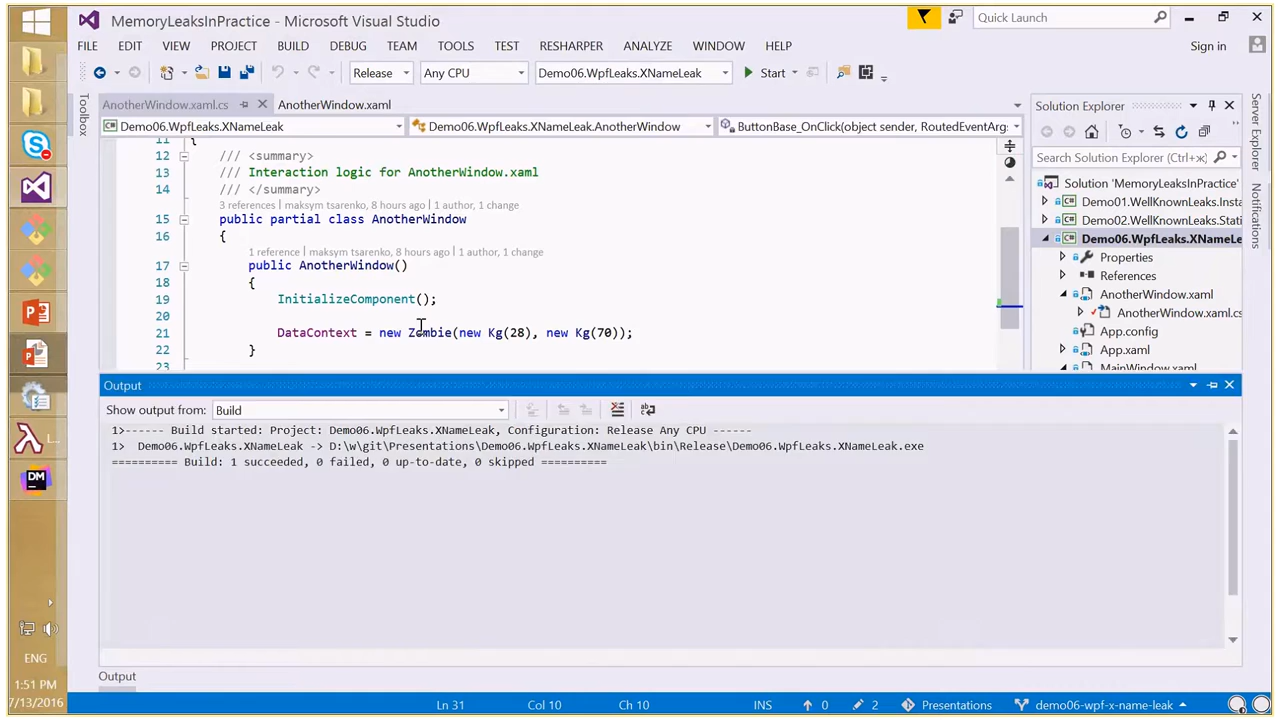 MemoryLeaksInPractice - Microsoft Visual Studio
Quick Launch
FILE EDIT VIEW PROJECT BUILD DEBUG TEAM TOOLS TEST RESHARPER ANALYZE WINDOW HELP
Sign in
Release Any CPU Demo06.WpfLeaks.XNameLeak Start
AnotherWindow.xaml.cs AnotherWindow.xaml
Demo06.WpfLeaks.XNameLeak Demo06.WpfLeaks.XNameLeak.AnotherWindow ButtonBase_OnClick(object sender, RoutedEventArg:
Toolbox
11 {
12 /// <summary>
13 /// Interaction logic for AnotherWindow.xaml
14 /// </summary>
3 references | maksym tsarenko, 8 hours ago | 1 author, 1 change
15 public partial class AnotherWindow
16 {
1 reference | maksym tsarenko, 8 hours ago | 1 author, 1 change
17 public AnotherWindow()
18 {
19 InitializeComponent();
20
21 DataContext = new Zombie(new Kg(28), new Kg(70));
22 }
23
Solution Explorer
Search Solution Explorer (Ctrl+ж)
Solution 'MemoryLeaksInPractice'
Demo01.WellKnownLeaks.Insta
Demo02.WellKnownLeaks.Stati
Demo06.WpfLeaks.XNameLe
Properties
References
AnotherWindow.xaml
AnotherWindow.xaml.cs
App.config
App.xaml
MainWindow.xaml
Server Explorer
Notifications
Output
Show output from: Build
1>------ Build started: Project: Demo06.WpfLeaks.XNameLeak, Configuration: Release Any CPU ------
1> Demo06.WpfLeaks.XNameLeak -> D:\w\git\Presentations\Demo06.WpfLeaks.XNameLeak\bin\Release\Demo06.WpfLeaks.XNameLeak.exe
========== Build: 1 succeeded, 0 failed, 0 up-to-date, 0 skipped ==========
Output
Ln 31 Col 10 Ch 10 INS 0 2 Presentations demo06-wpf-x-name-leak
L...
DM
ENG
1:51 PM
7/13/2016